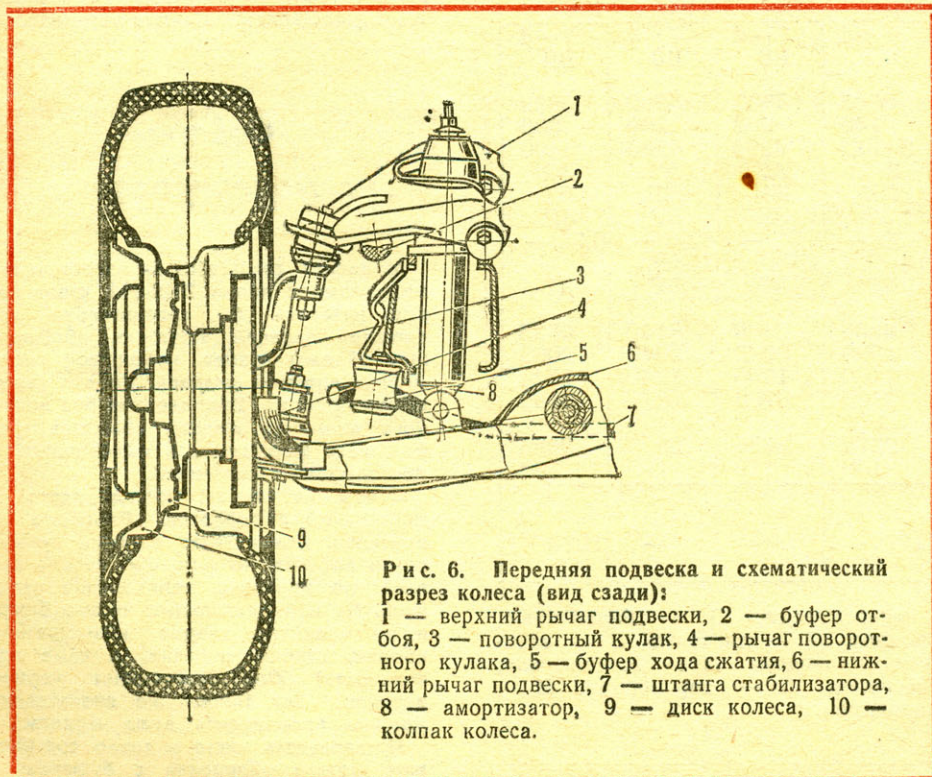 1
2
3
4
5
6
8
7
9
10
Рис. 6. Передняя подвеска и схематический
разрез колеса (вид сзади):
1 — верхний рычаг подвески, 2 — буфер от-
боя, 3 — поворотный кулак, 4 — рычаг поворот-
ного кулака, 5 — буфер хода сжатия, 6 — ниж-
ний рычаг подвески, 7 — штанга стабилизатора,
8 — амортизатор, 9 — диск колеса, 10 —
колпак колеса.